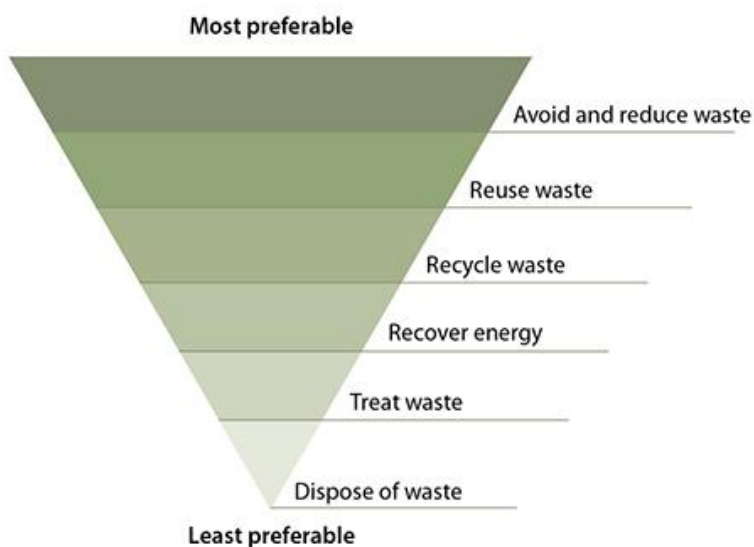 Most preferable
Avoid and reduce waste
Reuse waste
Recycle waste
Recover energy
Treat waste
Dispose of waste
Least preferable